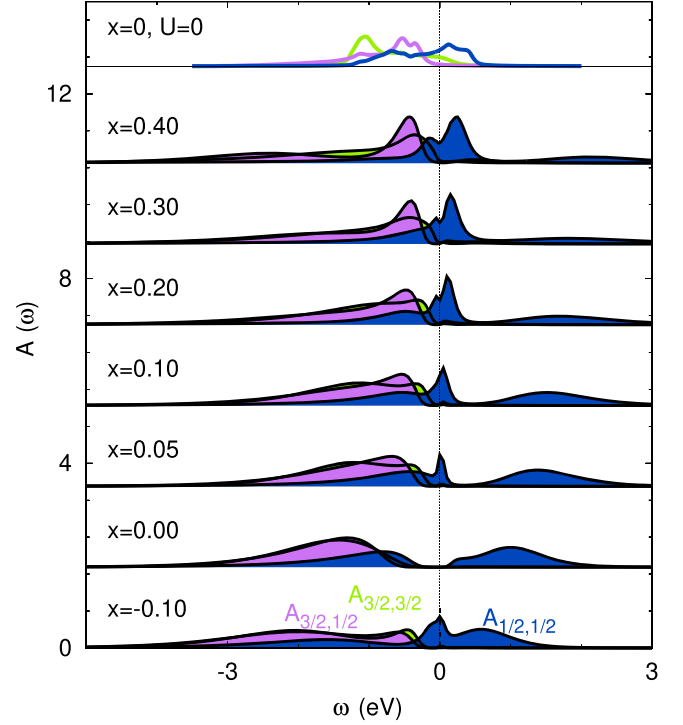 x=0, U=0
12
x=0.40
x=0.30
8
x=0.20
A (ω)
x=0.10
4
x=0.05
x=0.00
x=-0.10
A3/2,1/2
A3/2,3/2
A1/2,1/2
0
-3
0
3
ω (eV)